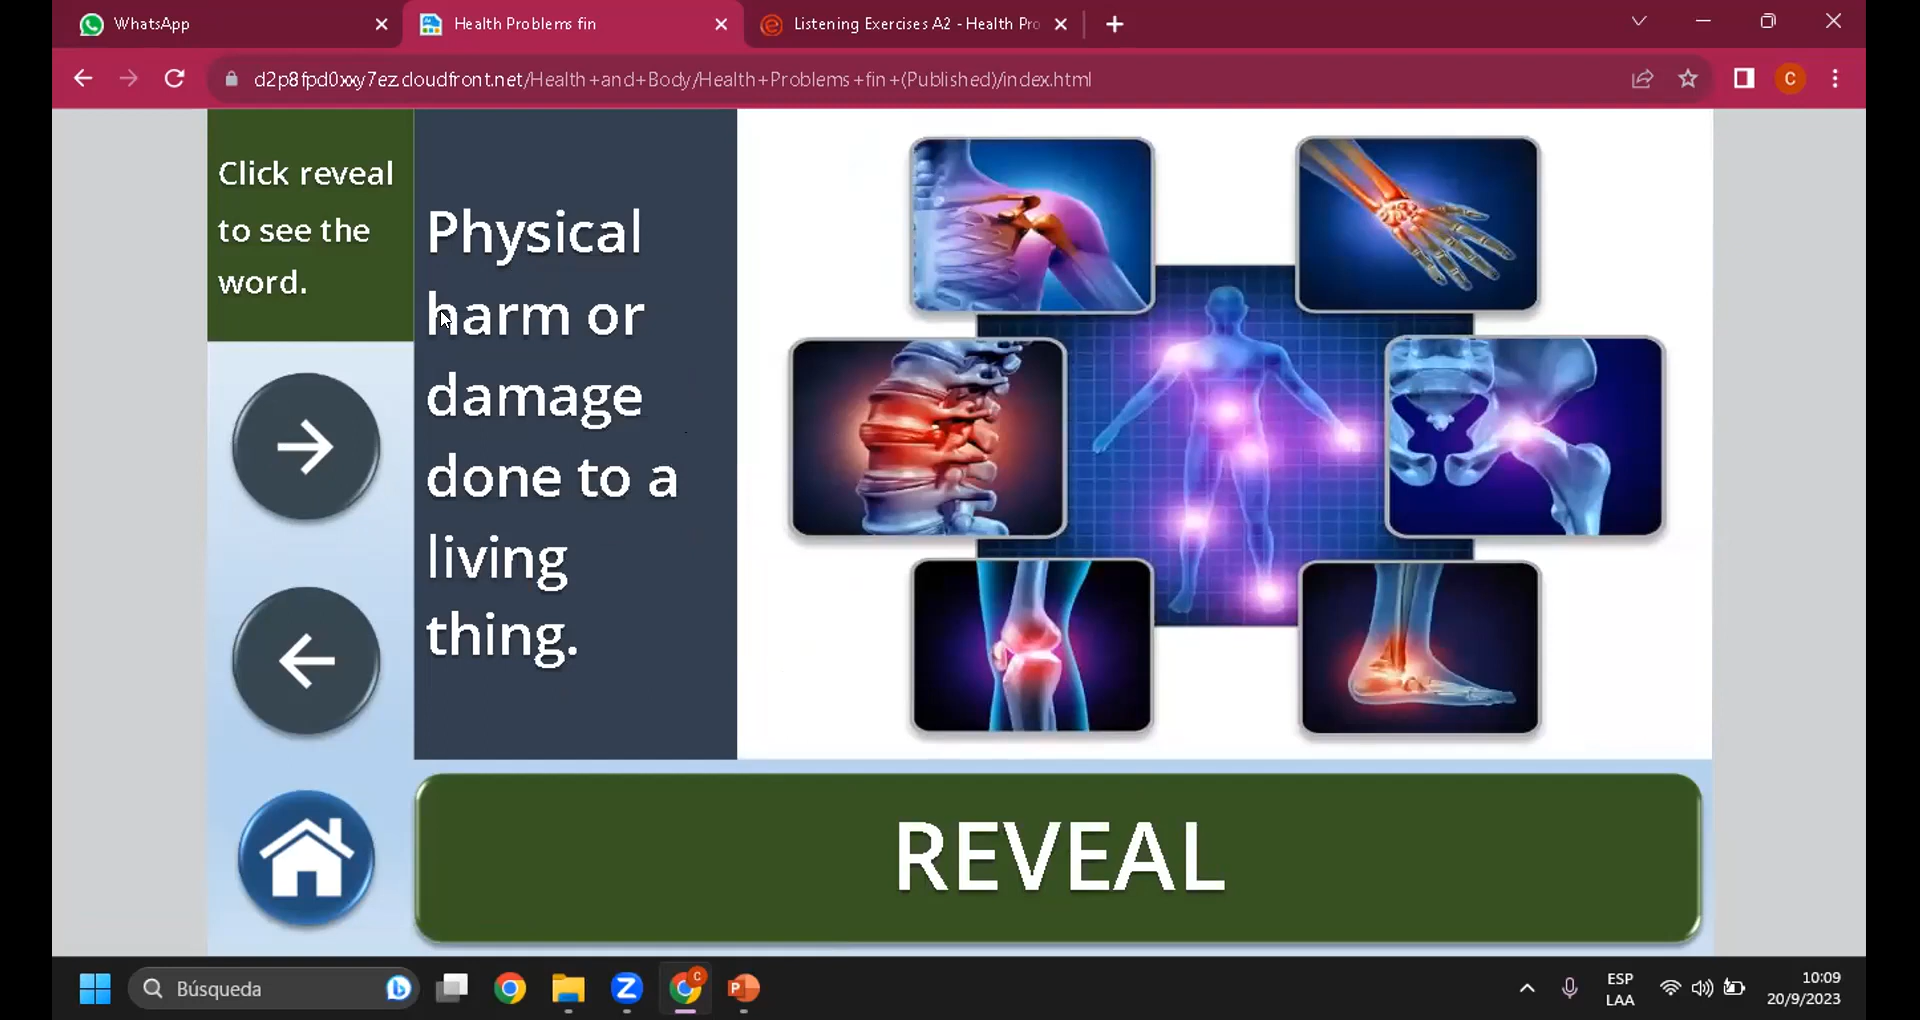 WhatsApp
Health Problems fin
Listening Exercises A2 - Health Pro
d2p8fpd0xxy7ez.cloudfront.net/Health+and+Body/Health+Problems+fin+(Published)/index.html
C
Click reveal
to see the
word.
Physical
harm or
damage
done to a
living
thing.
REVEAL
Búsqueda
C
P
ESP
LAA
10:09
20/9/2023